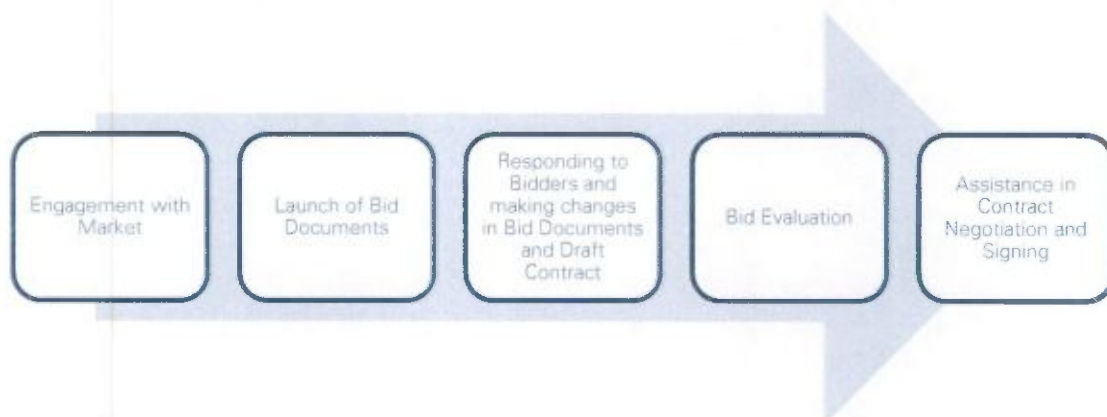 Engagement with
Market
Launch of Bid
Documents
Responding to
Bidders and
making changes
in Bid Documents
and Draft
Contract
Bid Evaluation
Assistance in
Contract
Negotiation and
Signing